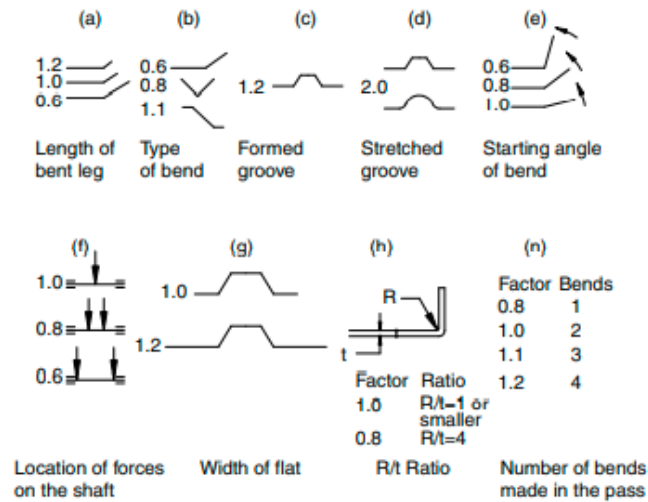 (a)
1.2
1.0
0.6
Length of
bent leg
(b)
0.6
0.8
1.1
Type
of bend
(c)
1.2
Formed
groove
(d)
2.0
Stretched
groove
(e)
0.6
0.8
1.0
Starting angle
of bend
(f)
1.0
0.8
0.6
Location of forces
on the shaft
(g)
1.0
1.2
Width of flat
(h)
R
t
Factor Ratio
1.0 R/t=1 or
smaller
0.8 R/t=4
R/t Ratio
(n)
Factor Bends
0.8 1
1.0 2
1.1 3
1.2 4
Number of bends
made in the pass